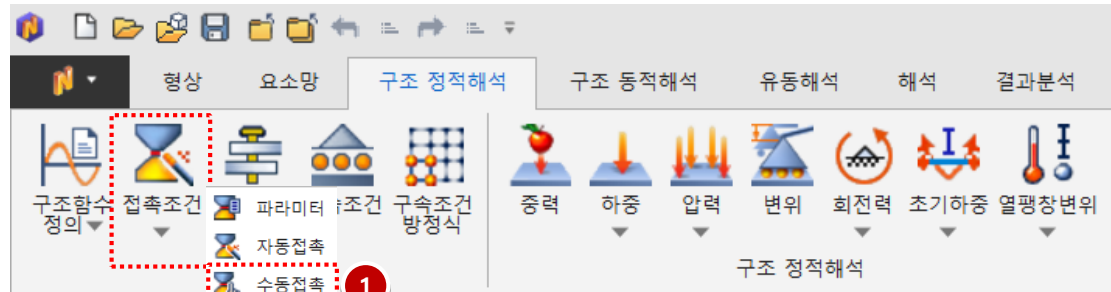 형상 요소망 구조 정적해석 구조 동적해석 유동해석 해석 결과분석
구조함수 접촉조건 조건 구속조건 중력 하중 압력 변위 회전력 초기하중 열팽창변위
정의 방정식
파라미터
자동접촉
수동접촉 1
구조 정적해석